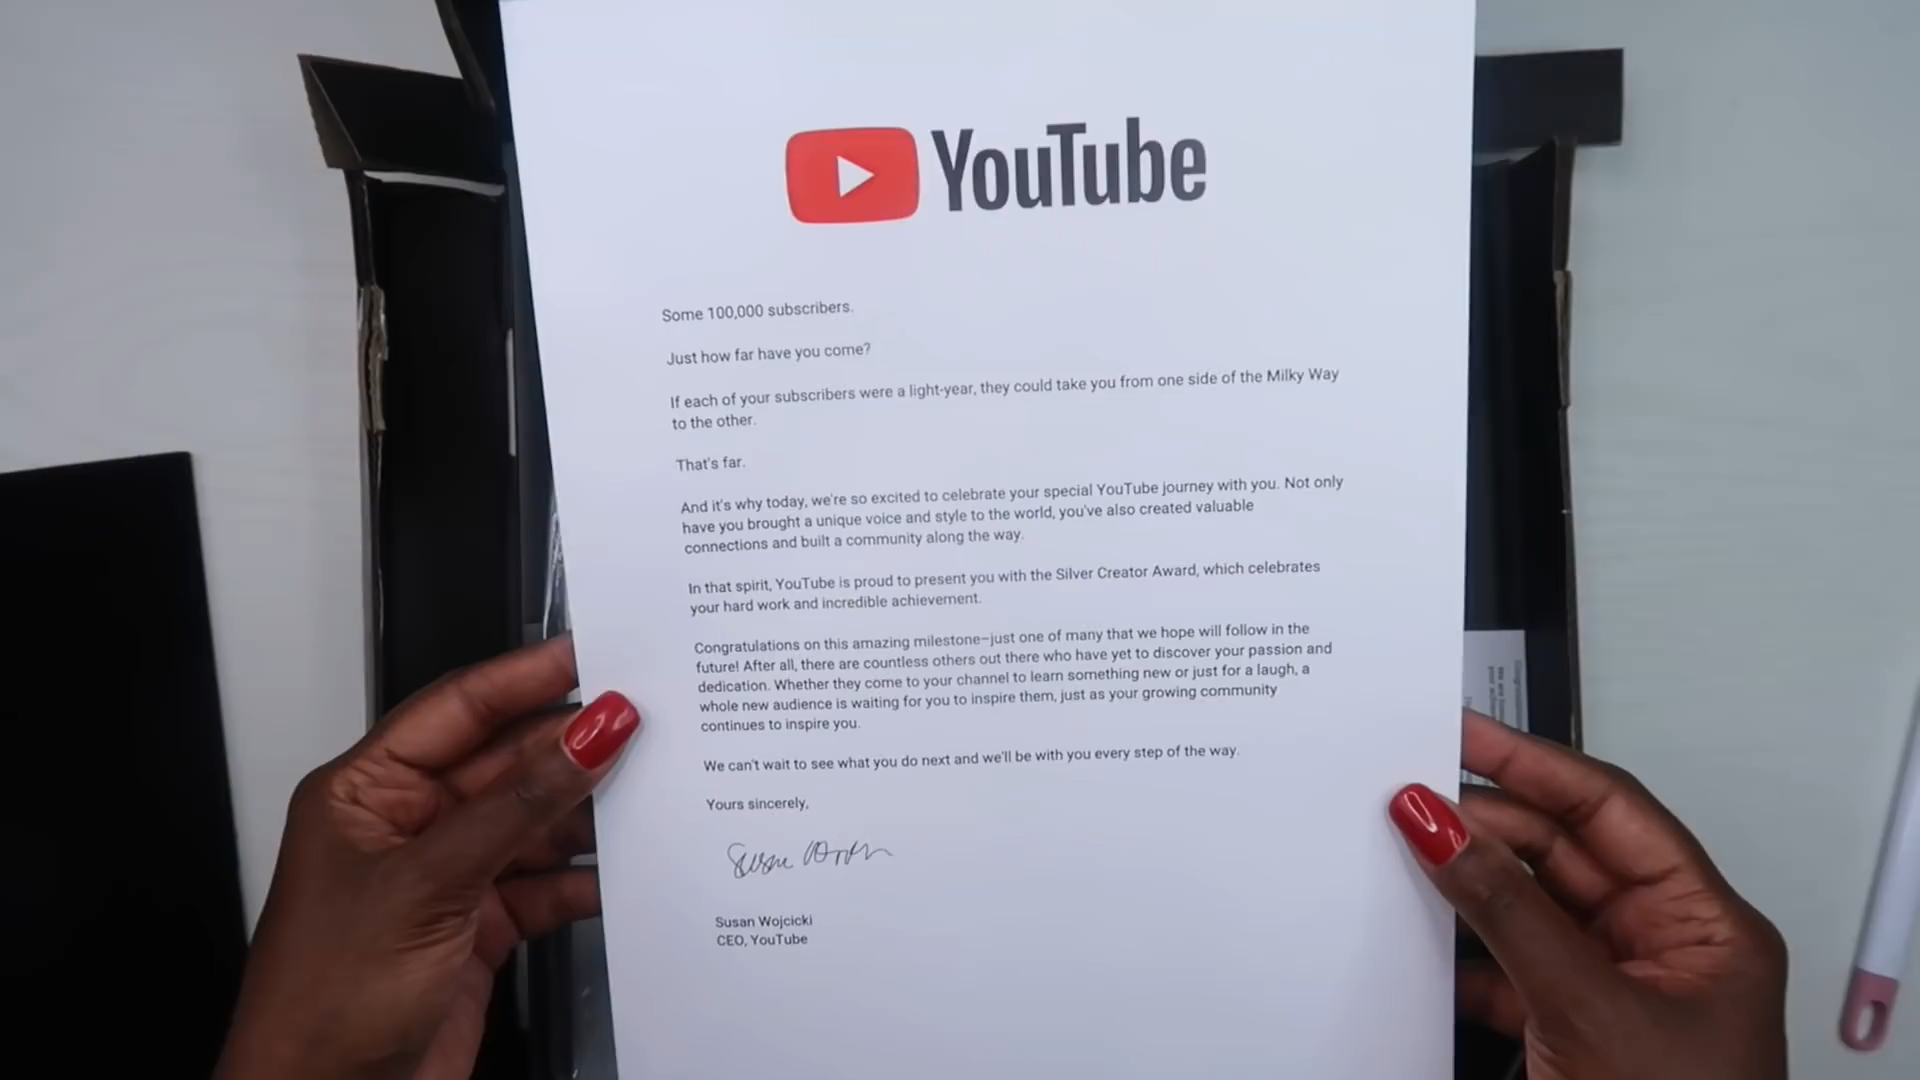 YouTube
Some 100,000 subscribers.
Just how far have you come?
If each of your subscribers were a light-year, they could take you from one side of the Milky Way
to the other.
That's far.
And it's why today, we're so excited to celebrate your special YouTube journey with you. Not only
have you brought a unique voice and style to the world, you've also created valuable
connections and built a community along the way.
In that spirit, YouTube is proud to present you with the Silver Creator Award, which celebrates
your hard work and incredible achievement.
Congratulations on this amazing milestone–just one of many that we hope will follow in the
future! After all, there are countless others out there who have yet to discover your passion and
dedication. Whether they come to your channel to learn something new or just for a laugh, a
whole new audience is waiting for you to inspire them, just as your growing community
continues to inspire you.
We can't wait to see what you do next and we'll be with you every step of the way.
Yours sincerely,
Susan Wojcicki
CEO, YouTube